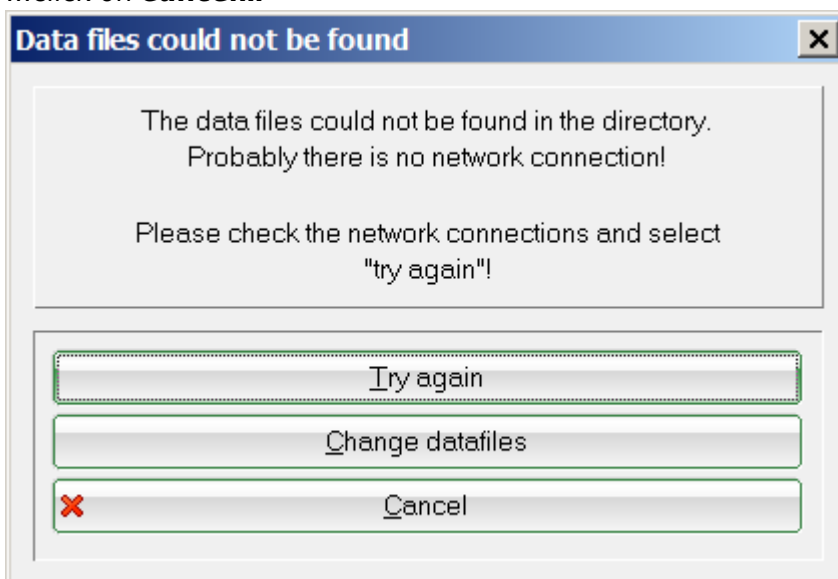 Data files could not be found
The data files could not be found in the directory.
Probably there is no network connection!
Please check the network connections and select
"try again"!
Try again
Change datafiles
Cancel